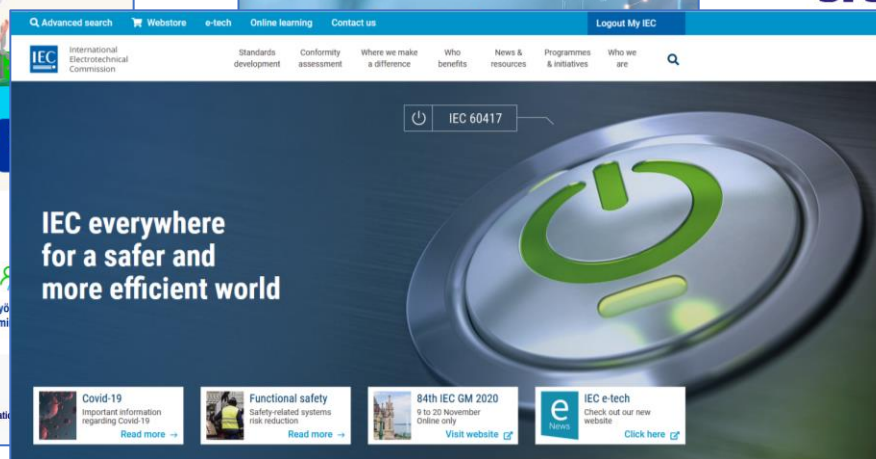 Advanced search Webstore e-tech Online learning Contact us Logout My IEC
IEC
International
Electrotechnical
Commission
Standards
development
Conformity
assessment
Where we make
a difference
Who
benefits
News &
resources
Programmes
& initiatives
Who we
are
IEC 60417
IEC everywhere
for a safer and
more efficient world
Covid-19
Important information
regarding Covid-19
Read more →
Functional safety
Safety-related systems
risk reduction
Read more →
84th IEC GM 2020
9 to 20 November
Online only
Visit website
e
News
IEC e-tech
Check out our new
website
Click here